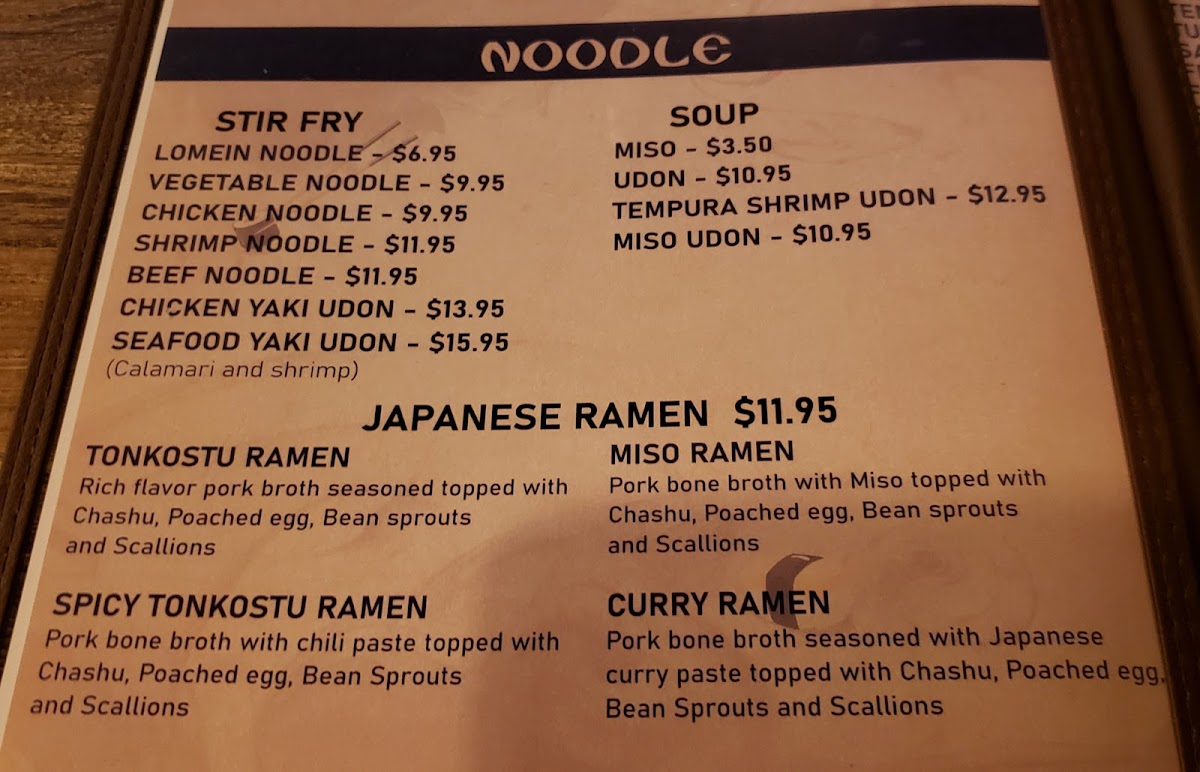 NOODLE
STIR FRY
LOMEIN NOODLE - $6.95
VEGETABLE NOODLE - $9.95
CHICKEN NOODLE - $9.95
SHRIMP NOODLE - $11.95
BEEF NOODLE - $11.95
CHICKEN YAKI UDON - $13.95
SEAFOOD YAKI UDON - $15.95
(Calamari and shrimp)
SOUP
MISO - $3.50
UDON - $10.95
TEMPURA SHRIMP UDON - $12.95
MISO UDON - $10.95
JAPANESE RAMEN $11.95
TONKOSTU RAMEN
Rich flavor pork broth seasoned topped with
Chashu, Poached egg, Bean sprouts
and Scallions
MISO RAMEN
Pork bone broth with Miso topped with
Chashu, Poached egg, Bean sprouts
and Scallions
SPICY TONKOSTU RAMEN
Pork bone broth with chili paste topped with
Chashu, Poached egg, Bean Sprouts
and Scallions
CURRY RAMEN
Pork bone broth seasoned with Japanese
curry paste topped with Chashu, Poached egg,
Bean Sprouts and Scallions